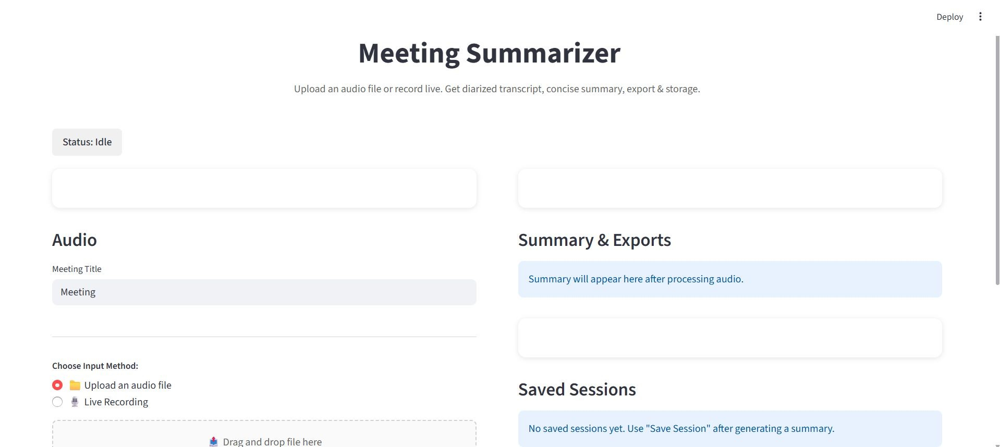 Deploy
Meeting Summarizer
Upload an audio file or record live. Get diarized transcript, concise summary, export & storage.
Status: Idle
Audio
Meeting Title
Meeting
Choose Input Method:
Upload an audio file
Live Recording
Drag and drop file here
Summary & Exports
Summary will appear here after processing audio.
Saved Sessions
No saved sessions yet. Use "Save Session" after generating a summary.